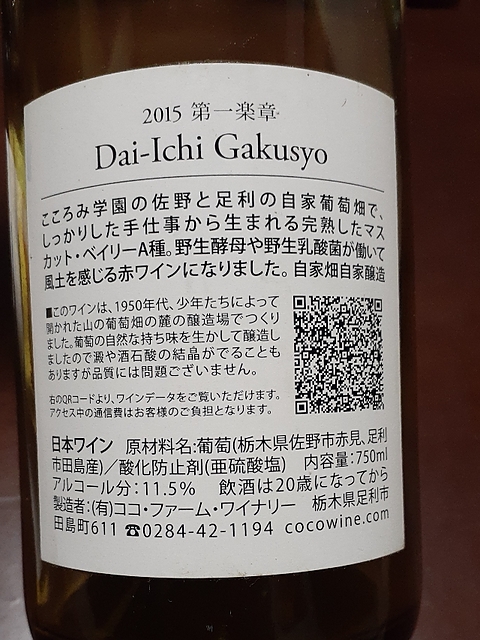 2015 第一楽章
Dai-Ichi Gakusyo
こころみ学園の佐野と足利の自家葡萄畑で、
しっかりした手仕事から生まれる完熟したマス
カット・ベイリーA種。野生酵母や野生乳酸菌が働いて
風土を感じる赤ワインになりました。自家畑自家醸造
■このワインは、1950年代、少年たちによって
開かれた山の葡萄畑の麓の醸造場でつくり
ました。葡萄の自然な持ち味を生かして醸造し
ましたので澱や酒石酸の結晶がでることも
ありますが品質には問題ございません。
右のQRコードより、ワインデータをご覧いただけます。
アクセス中の通信費はお客様のご負担となります。
日本ワイン 原材料名:葡萄(栃木県佐野市赤見、足利
市田島産)/酸化防止剤(亜硫酸塩) 内容量:750ml
アルコール分:11.5% 飲酒は20歳になってから
製造者:(有)ココ・ファーム・ワイナリー 栃木県足利市
田島町611 ☎0284-42-1194 cocowine.com